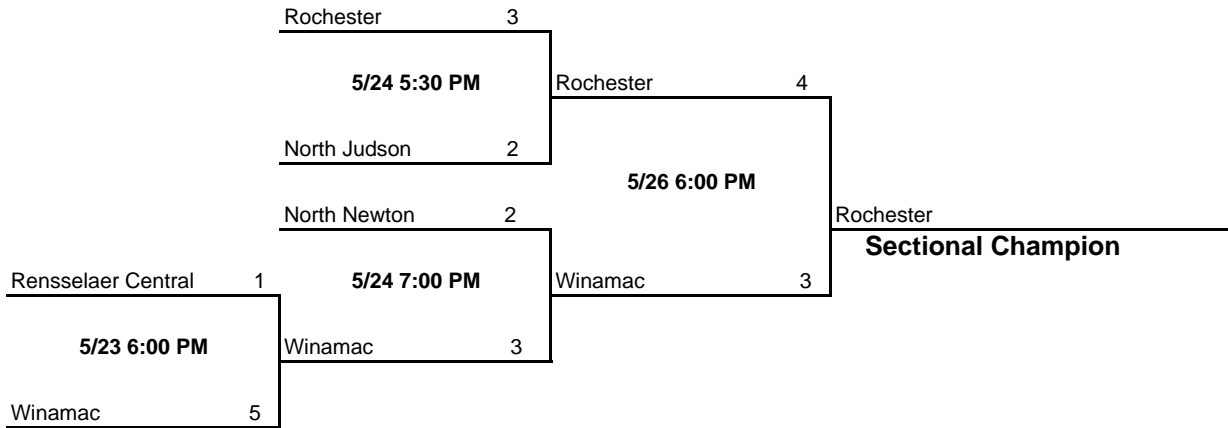 Rochester 3
5/24 5:30 PM
Rochester 4
North Judson 2
5/26 6:00 PM
North Newton 2
Rochester
Sectional Champion
Rensselaer Central 1
5/24 7:00 PM
Winamac 3
5/23 6:00 PM
Winamac 3
Winamac 5